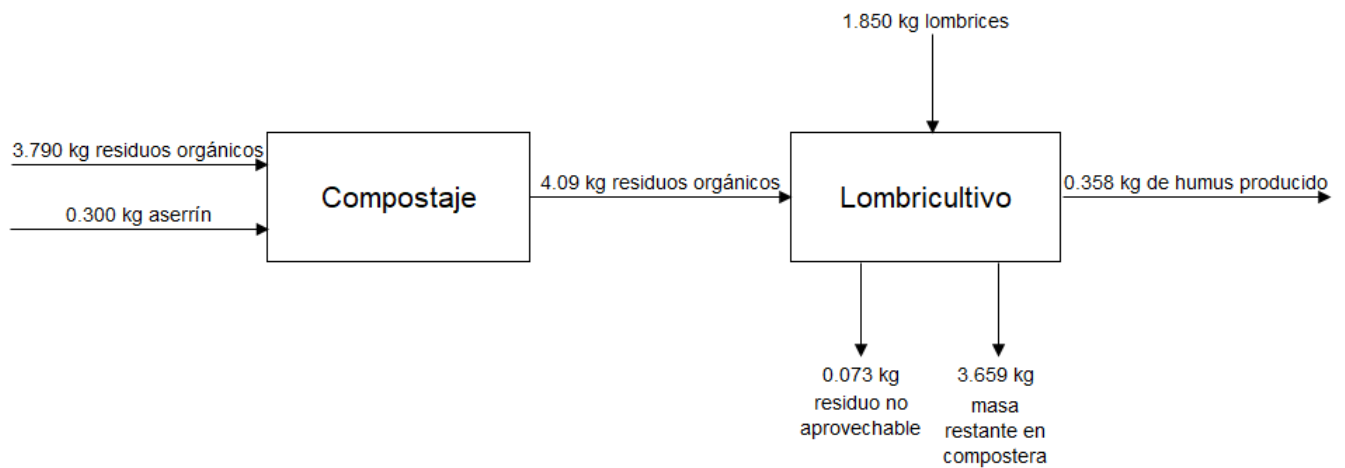 1.850 kg lombrices
3.790 kg residuos orgánicos
0.300 kg aserrín
Compostaje
4.09 kg residuos orgánicos
Lombricultivo
0.358 kg de humus producido
0.073 kg
residuo no
aprovechable
3.659 kg
masa
restante en
compostera